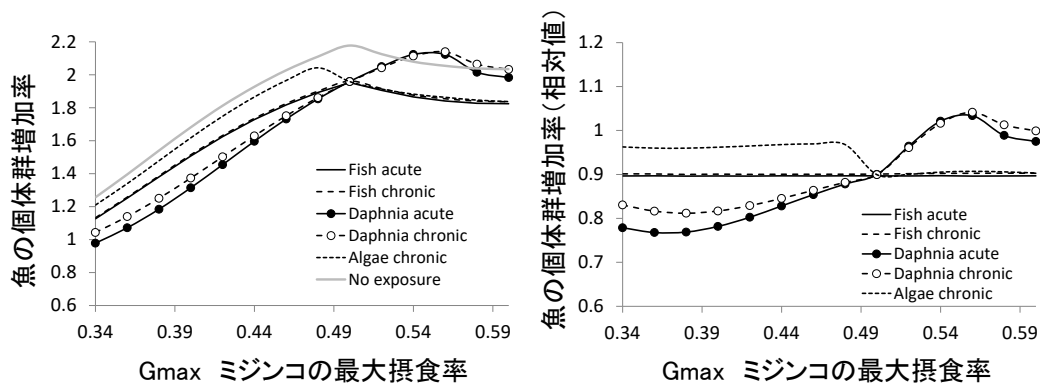 魚の個体群増加率
2.2
2
1.8
1.6
1.4
1.2
1
0.8
0.6
0.34
0.39
0.44
0.49
0.54
0.59
Gmax ミジンコの最大摂食率
Fish acute
Fish chronic
Daphnia acute
Daphnia chronic
Algae chronic
No exposure
魚の個体群増加率(相対値)
1.2
1.1
1
0.9
0.8
0.7
0.6
0.34
0.39
0.44
0.49
0.54
0.59
Gmax ミジンコの最大摂食率
Fish acute
Fish chronic
Daphnia acute
Daphnia chronic
Algae chronic